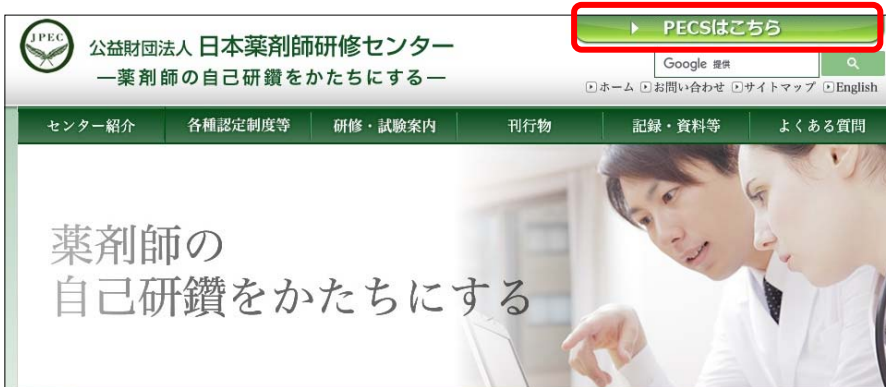 JPEC
公益財団法人 日本薬剤師研修センター
―薬剤師の自己研鑽をかたちにする―
PECSはこちら
Google 提供
ホーム お問い合わせ サイトマップ English
センター紹介 各種認定制度等 研修・試験案内 刊行物 記録・資料等 よくある質問
薬剤師の
自己研鑽をかたちにする